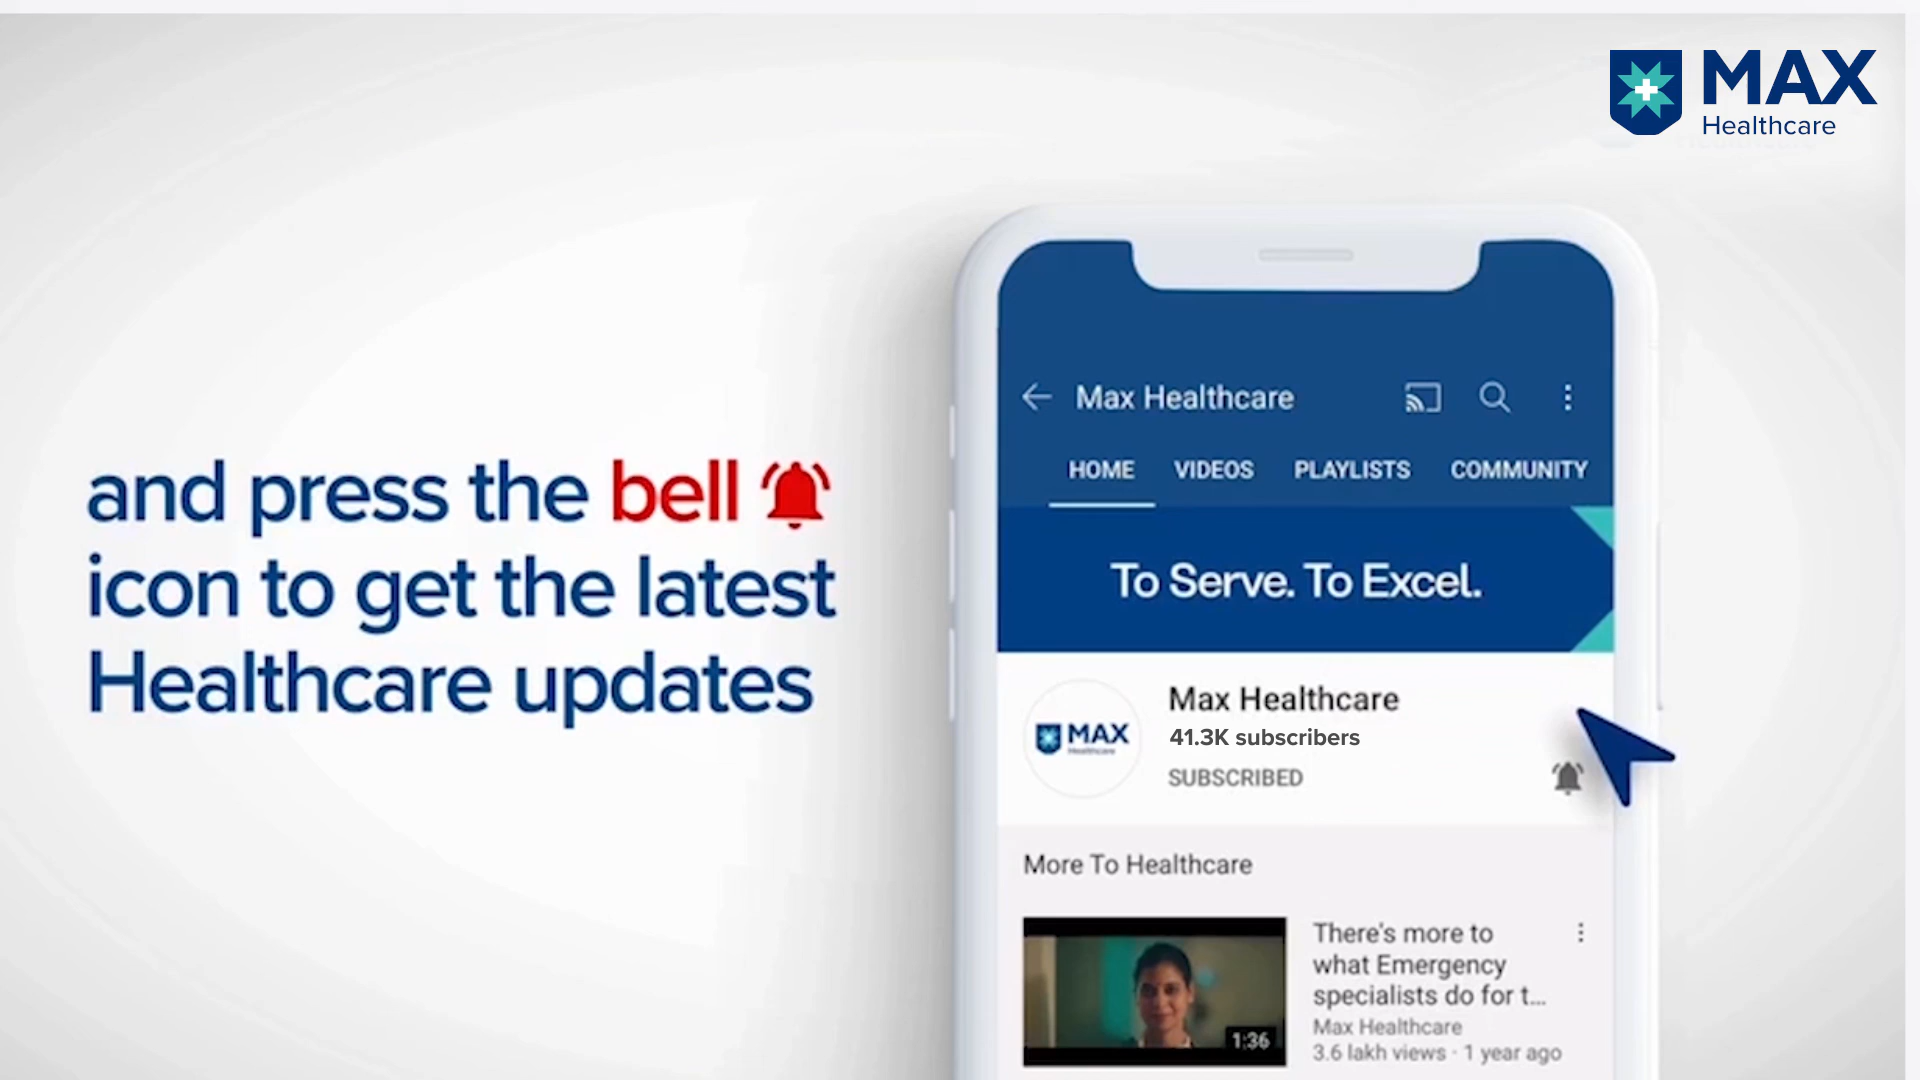 MAX
Healthcare
and press the bell
icon to get the latest
Healthcare updates
Max Healthcare
HOME VIDEOS PLAYLISTS COMMUNITY
To Serve. To Excel.
MAX
Healthcare
Max Healthcare
41.3K subscribers
SUBSCRIBED
More To Healthcare
1:36
There's more to
what Emergency
specialists do for t...
Max Healthcare
3.6 lakh views · 1 year ago